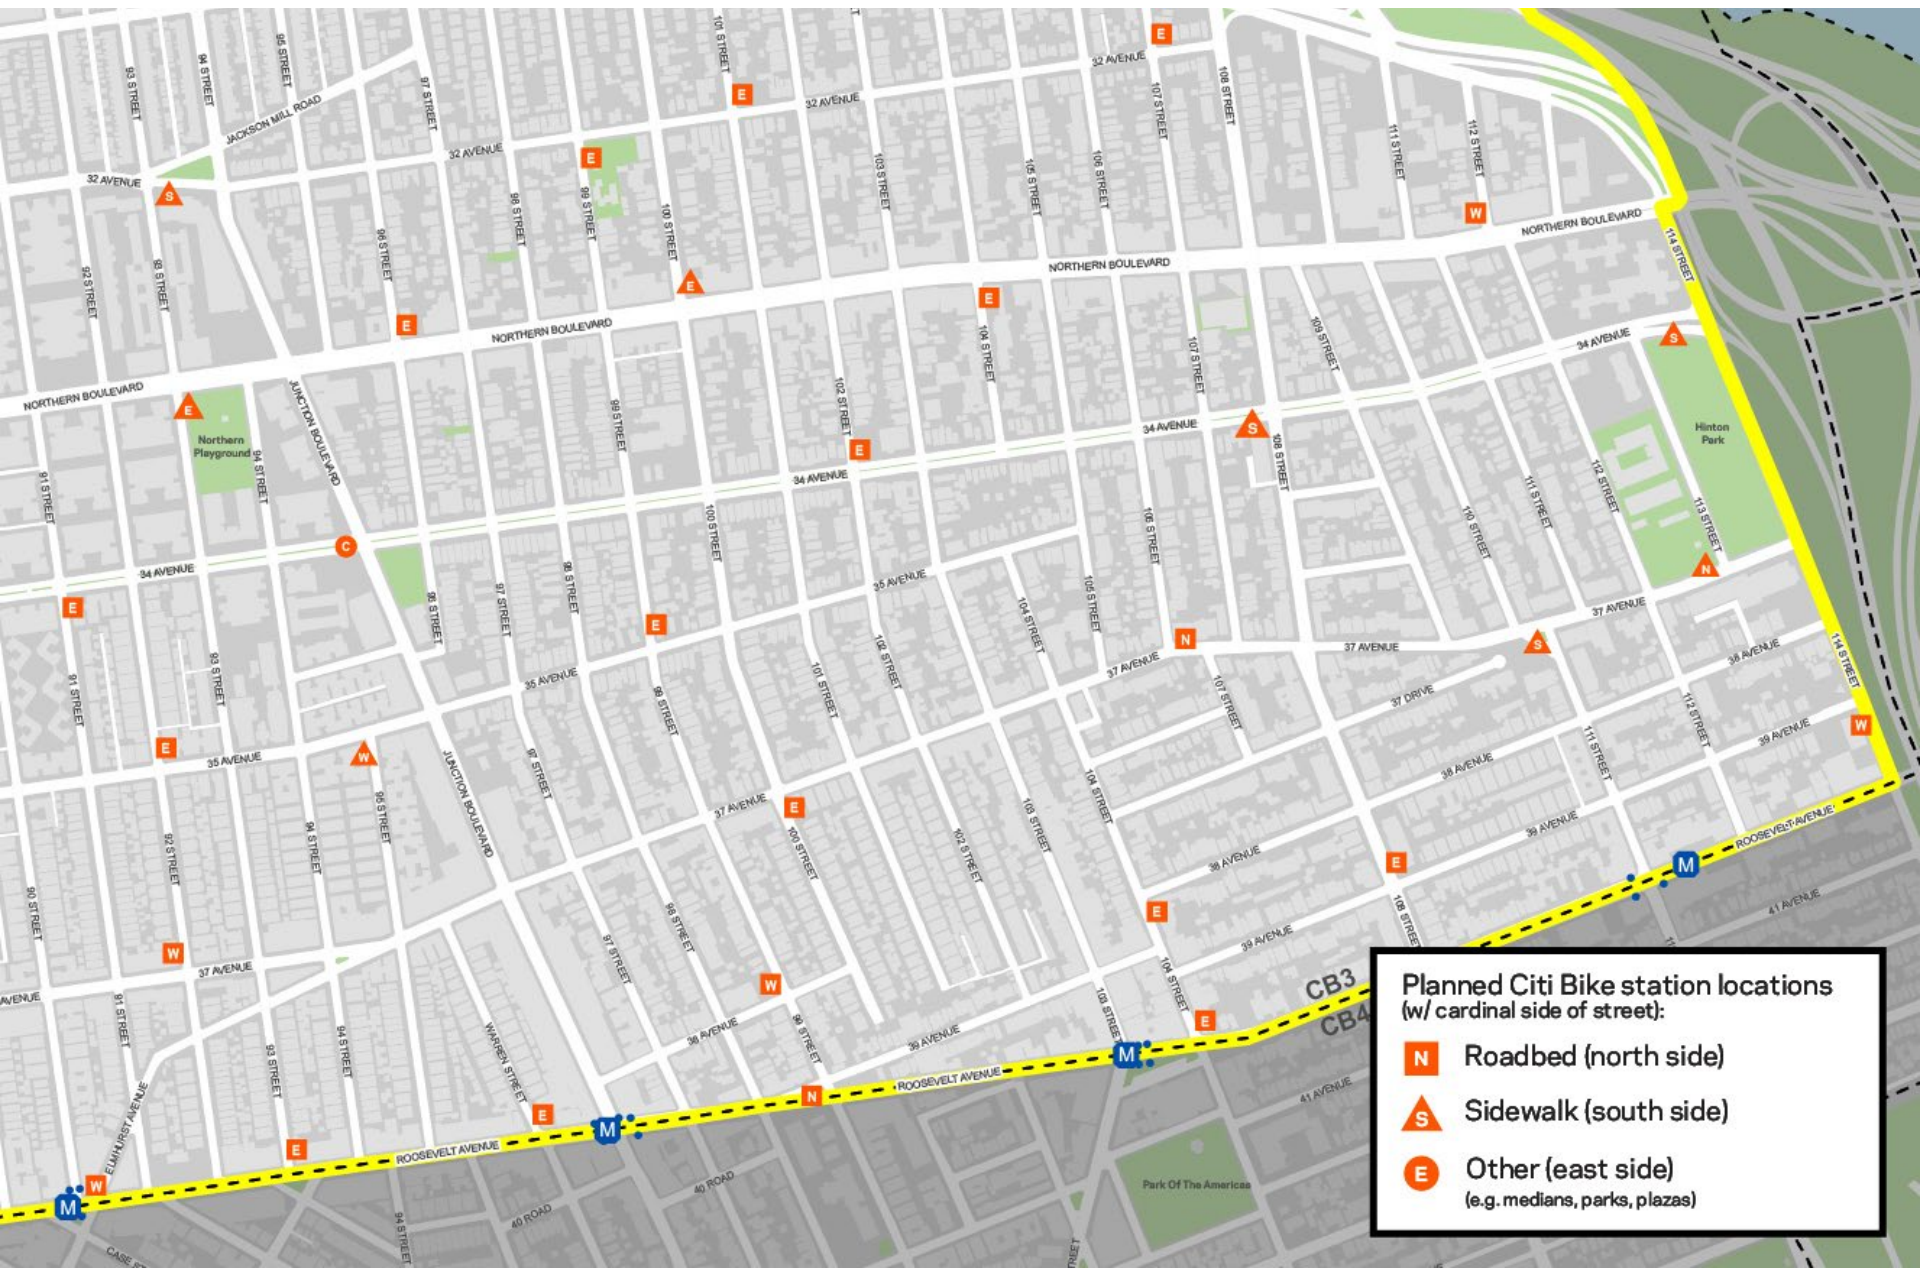 101 STREET
E
93 STREET
94 STREET
95 STREET
97 STREET
JACKSON MILL ROAD
E
32 AVENUE
32 AVENUE
107 STREET
108 STREET
111 STREET
112 STREET
32 AVENUE
32 AVENUE
S
E
98 STREET
99 STREET
100 STREET
103 STREET
105 STREET
106 STREET
W
NORTHERN BOULEVARD
114 STREET
92 STREET
93 STREET
96 STREET
E
E
NORTHERN BOULEVARD
E
E
NORTHERN BOULEVARD
104 STREET
107 STREET
109 STREET
34 AVENUE
S
NORTHERN BOULEVARD
E
Northern
Playground
JUNCTION BOULEVARD
91 STREET
94 STREET
99 STREET
102 STREET
E
34 AVENUE
34 AVENUE
S
108 STREET
Hinton
Park
112 STREET
111 STREET
110 STREET
113 STREET
N
C
34 AVENUE
E
96 STREET
97 STREET
98 STREET
100 STREET
E
35 AVENUE
106 STREET
105 STREET
104 STREET
N
37 AVENUE
37 AVENUE
S
37 AVENUE
38 AVENUE
114 STREET
91 STREET
93 STREET
35 AVENUE
99 STREET
101 STREET
102 STREET
107 STREET
37 DRIVE
112 STREET
39 AVENUE
W
E
35 AVENUE
W
95 STREET
JUNCTION BOULEVARD
97 STREET
37 AVENUE
E
100 STREET
103 STREET
104 STREET
38 AVENUE
111 STREET
39 AVENUE
ROOSEVELT AVENUE
M
92 STREET
94 STREET
102 STREET
38 AVENUE
E
90 STREET
98 STREET
E
108 STREET
41 AVENUE
W
37 AVENUE
97 STREET
W
39 AVENUE
104 STREET
CB3
CB4
AVENUE
91 STREET
93 STREET
94 STREET
WARREN STREET
38 AVENUE
99 STREET
39 AVENUE
103 STREET
E
M
ROOSEVELT AVENUE
N
41 AVENUE
ELMHURST AVENUE
E
E
M
ROOSEVELT AVENUE
W
M
40 ROAD
40 ROAD
94 STREET
Park Of The Americas
Planned Citi Bike station locations
(w/ cardinal side of street):
N Roadbed (north side)
S Sidewalk (south side)
E Other (east side)
(e.g. medians, parks, plazas)